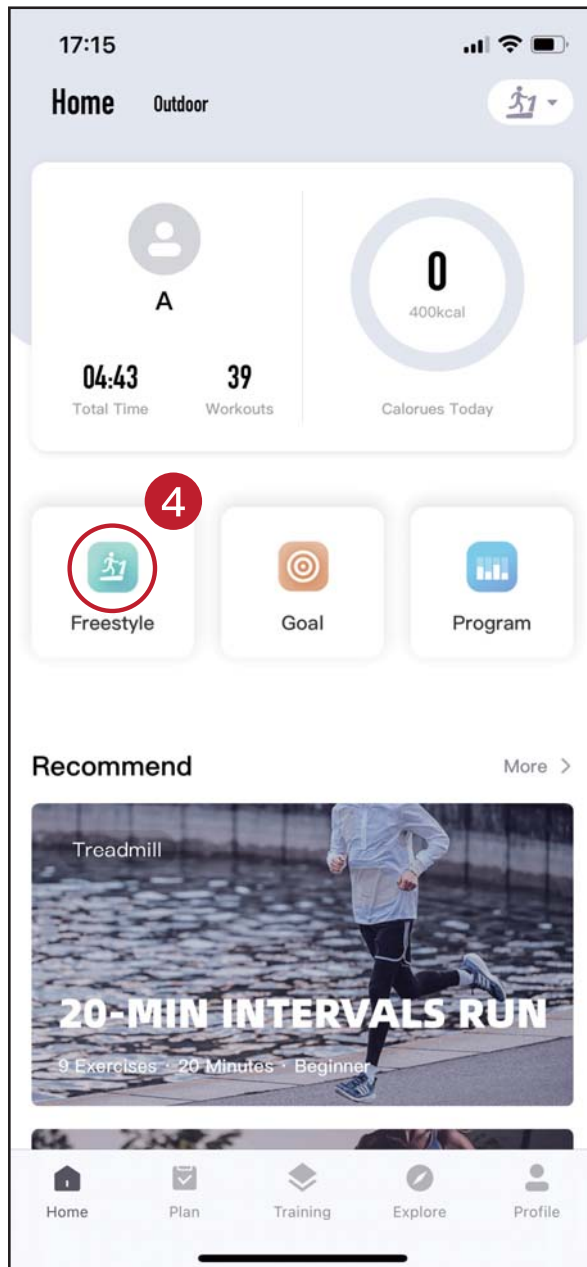 17:15
Home Outdoor
A
0
400kcal
04:43 39
Total Time Workouts Calorues Today
4
Freestyle Goal Program
Recommend More >
Treadmill
20-MIN INTERVALS RUN
9 Exercises · 20 Minutes · Beginner
Home Plan Training Explore Profile